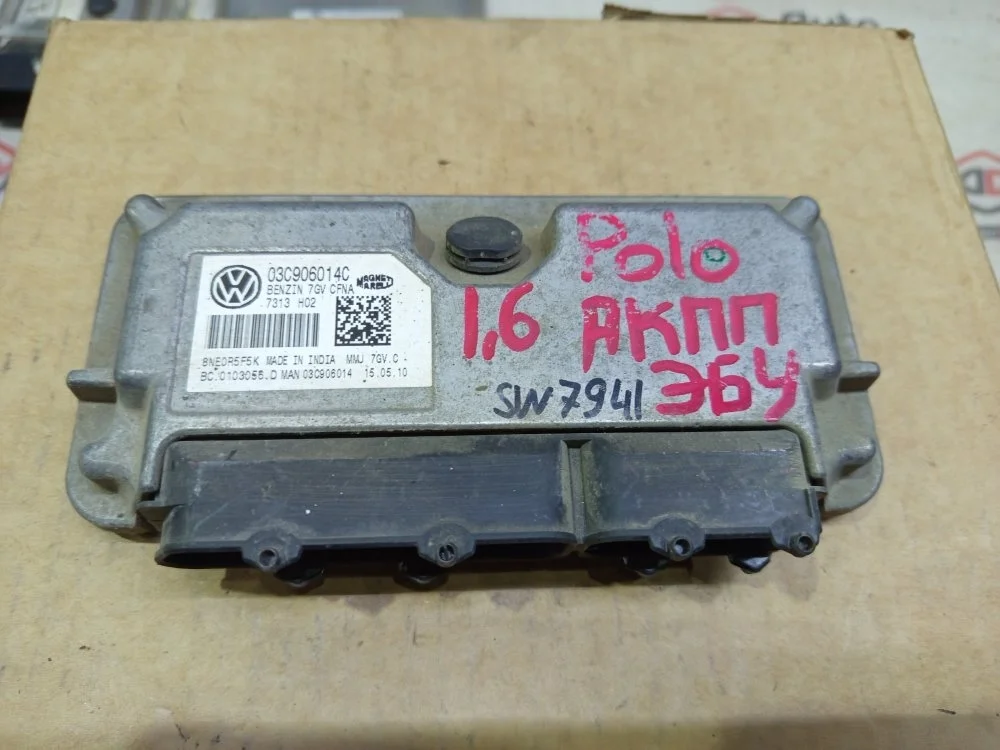 03C906014C
BENZIN 7GV CFNA
MAGNETI MARELLI
7313 H02
8NE0R5F5K MADE IN INDIA MMJ 7GV.C
BC.0103056.D MAN 03C906014 15.05.10
Polo
1,6 АКПП
SW7941 ЭБУ